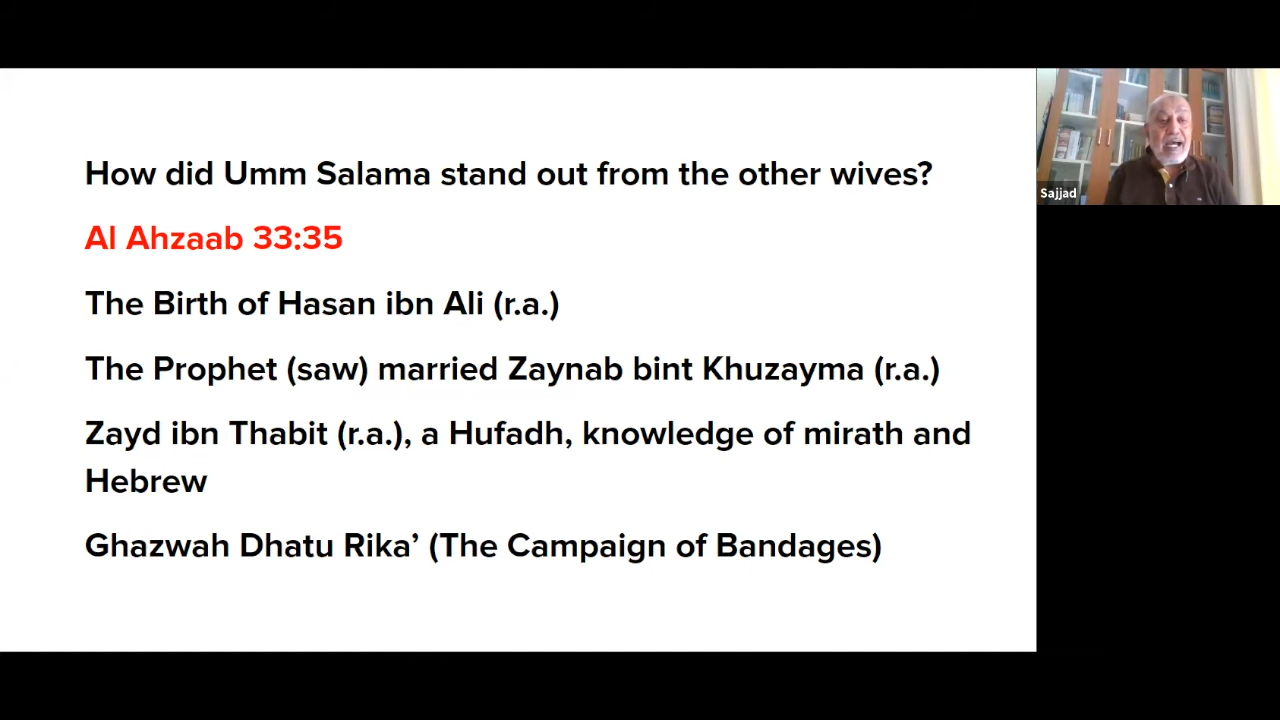 How did Umm Salama stand out from the other wives?
Al Ahzaab 33:35
The Birth of Hasan ibn Ali (r.a.)
The Prophet (saw) married Zaynab bint Khuzayma (r.a.)
Zayd ibn Thabit (r.a.), a Hufadh, knowledge of mirath and
Hebrew
Ghazwah Dhatu Rika’ (The Campaign of Bandages)
Sajjad